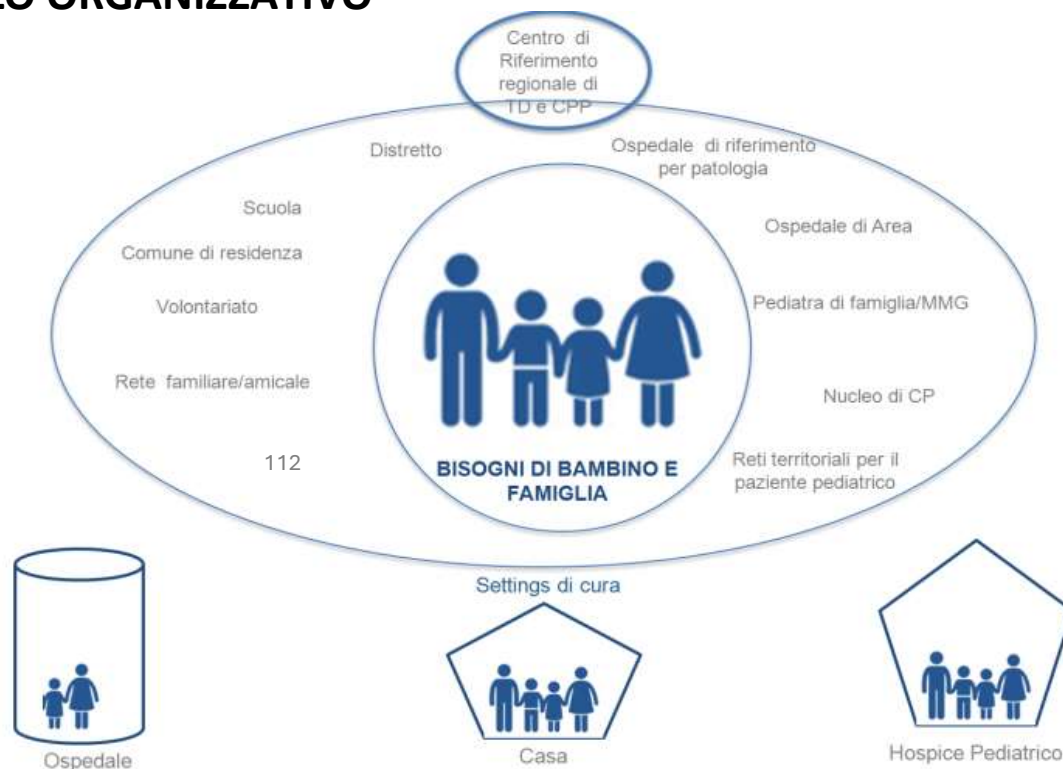 LO ORGANIZZATIVO
Centro di
Riferimento
regionale di
TD e CPP
Distretto
Ospedale di riferimento
per patologia
Scuola
Ospedale di Area
Comune di residenza
Volontariato
Pediatra di famiglia/MMG
Rete familiare/amicale
Nucleo di CP
112
Reti territoriali per il
paziente pediatrico
BISOGNI DI BAMBINO E
FAMIGLIA
Settings di cura
Ospedale
Casa
Hospice Pediatrico